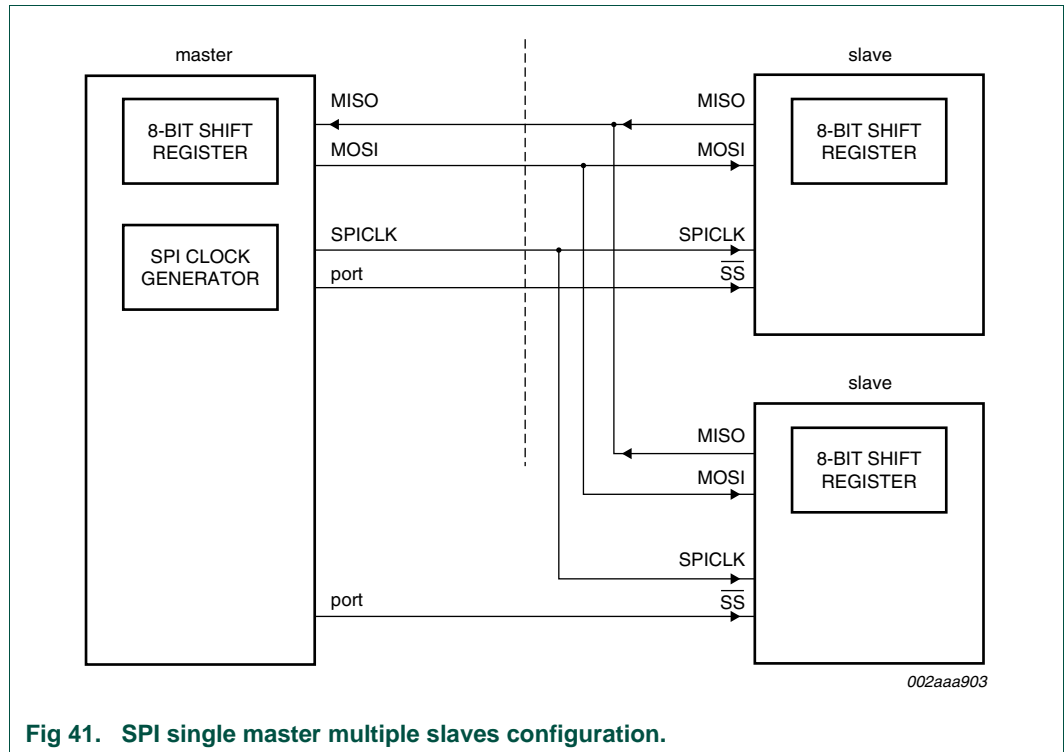 master
slave
MISO
MISO
8-BIT SHIFT
REGISTER
8-BIT SHIFT
REGISTER
MOSI
MOSI
SPICLK
SPICLK
SPI CLOCK
GENERATOR
port
SS
slave
MISO
8-BIT SHIFT
REGISTER
MOSI
SPICLK
port
SS
002aaa903
Fig 41. SPI single master multiple slaves configuration.